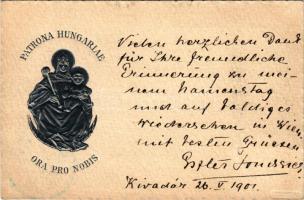 PATRONA HUNGARIAE
ORA PRO NOBIS
Vielen herzlichen Dank
für Ihre freundliche
Erinnerung zu mei-
nem Namenstag
und auf baldiges
Wiedersehen in Wien
mit besten Grüssen
Kivadár 26. V. 1901.